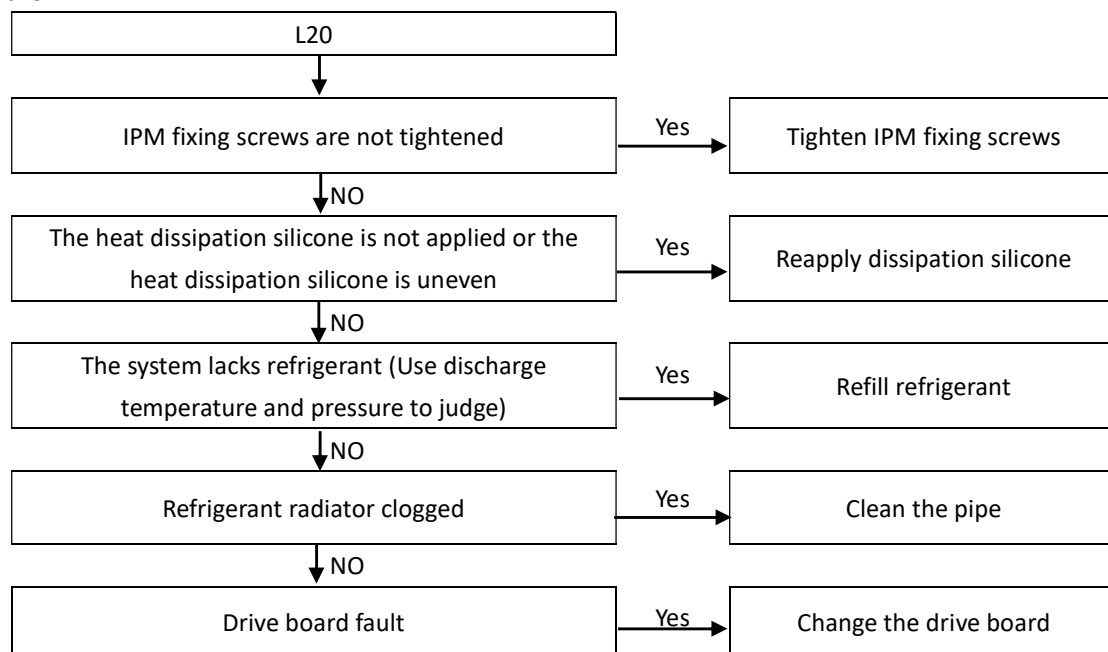 L20
IPM fixing screws are not tightened
Yes
Tighten IPM fixing screws
NO
The heat dissipation silicone is not applied or the
heat dissipation silicone is uneven
Yes
Reapply dissipation silicone
NO
The system lacks refrigerant (Use discharge
temperature and pressure to judge)
Yes
Refill refrigerant
NO
Refrigerant radiator clogged
Yes
Clean the pipe
NO
Drive board fault
Yes
Change the drive board